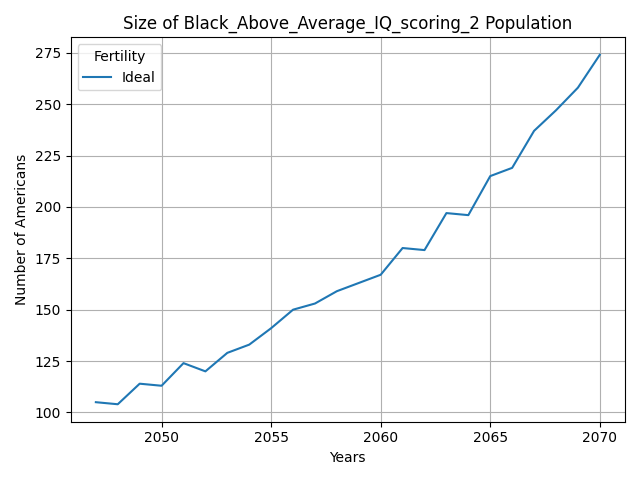 Size of Black_Above_Average_IQ_scoring_2 Population
Fertility
Ideal
275
250
225
200
175
150
125
100
Number of Americans
2050 2055 2060 2065 2070
Years